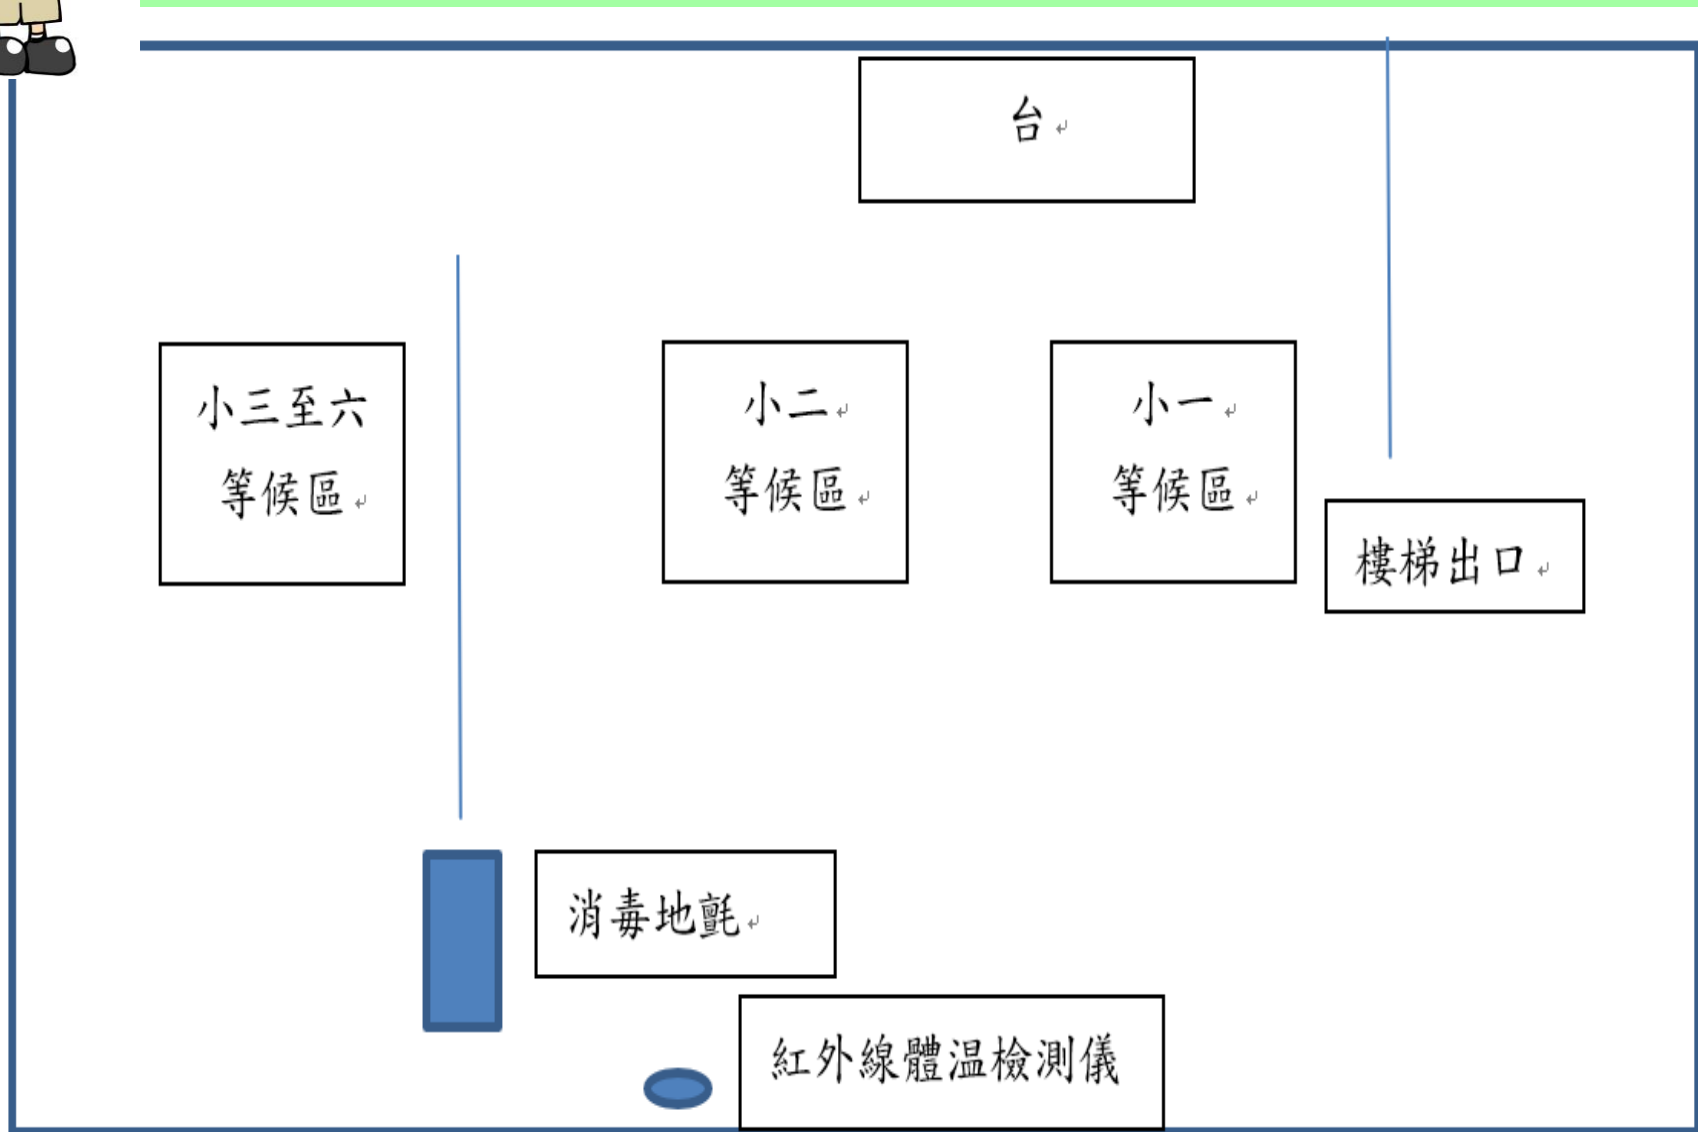 台
小三至六
等候區
小二
等候區
小一
等候區
樓梯出口
消毒地氈
紅外線體温檢測儀